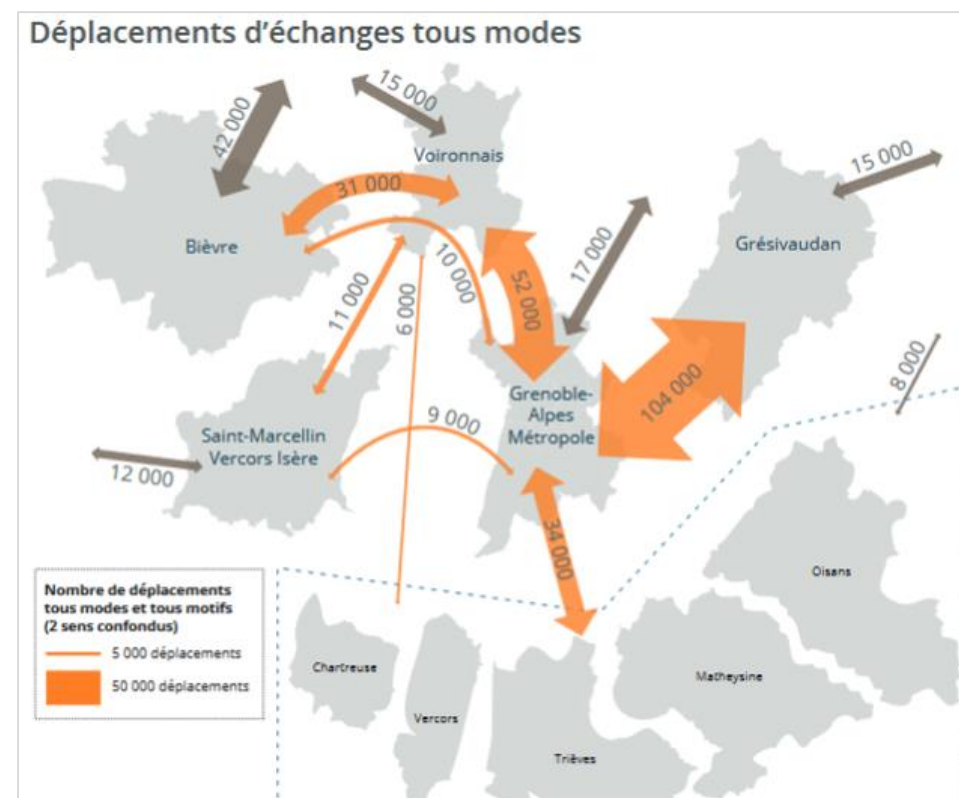 Déplacements d'échanges tous modes
42 000
15 000
Voironnais
31 000
15 000
Bièvre
Grésivaudan
10 000
17 000
52 000
11 000
6 000
8 000
104 000
Grenoble-
Alpes
Métropole
9 000
Saint-Marcellin
Vercors Isère
12 000
34 000
Oisans
Nombre de déplacements
tous modes et tous motifs
(2 sens confondus)
5 000 déplacements
50 000 déplacements
Chartreuse
Matheysine
Vercors
Trièves